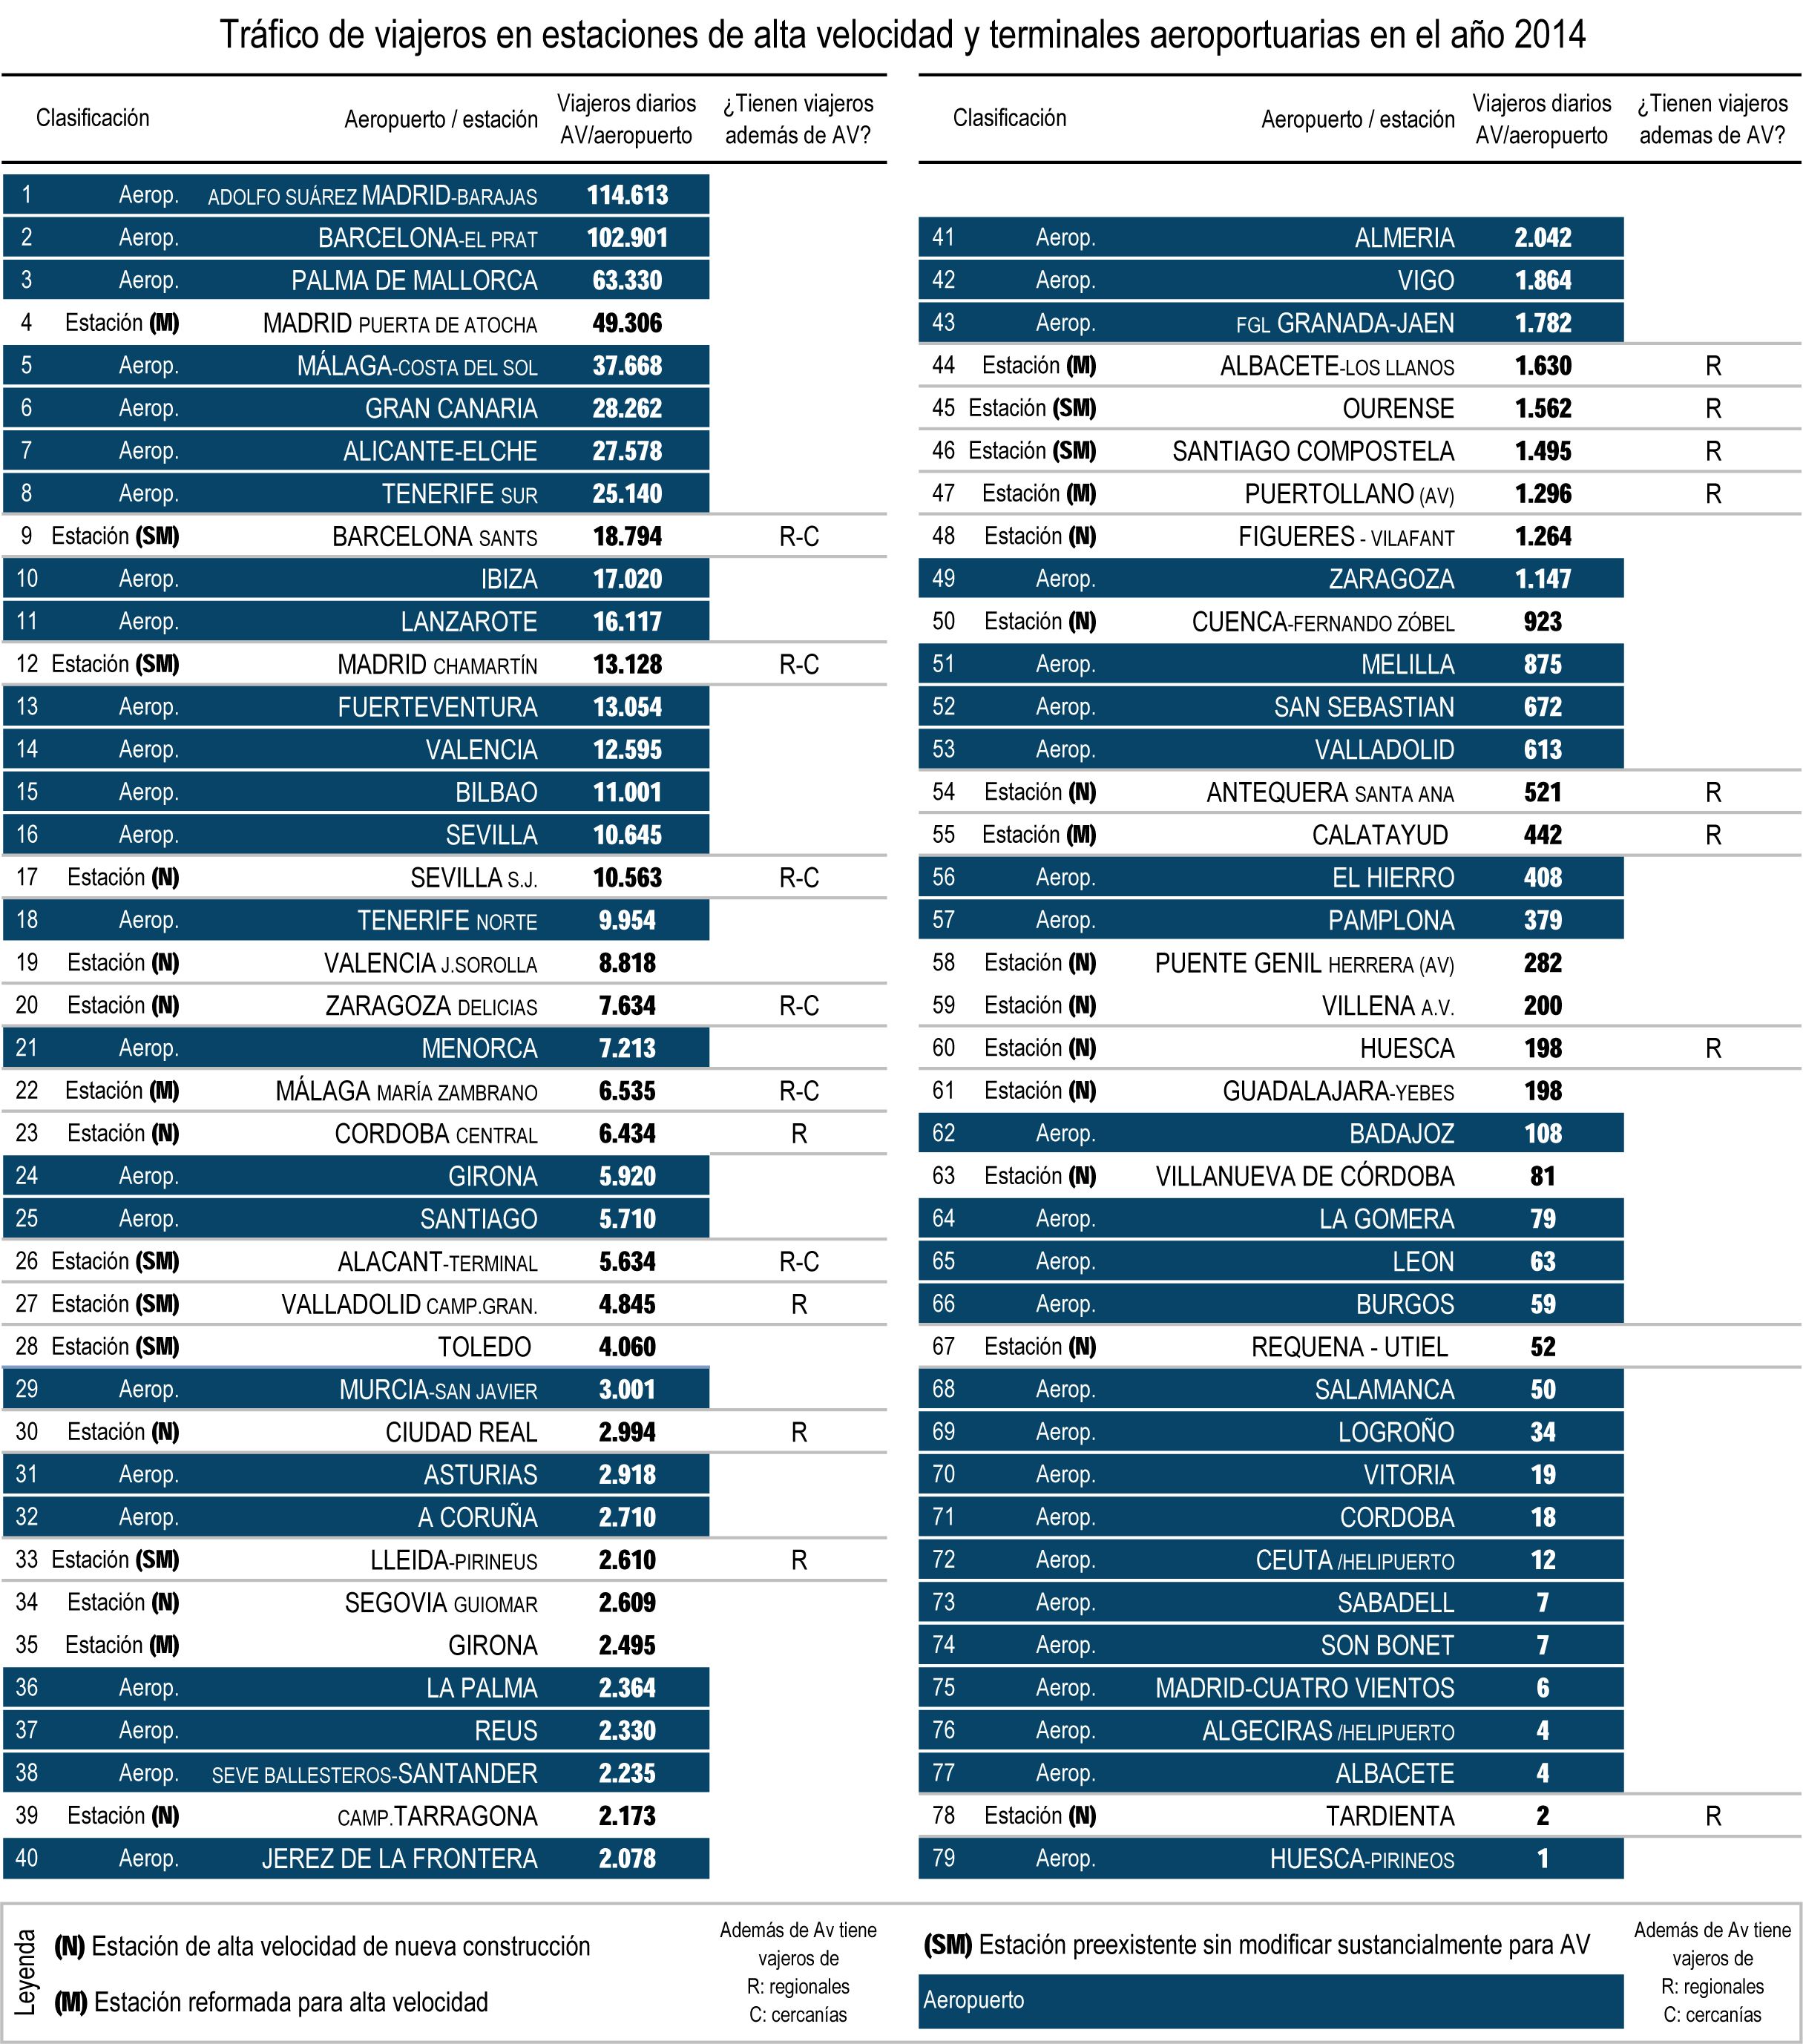 Tráfico de viajeros en estaciones de alta velocidad y terminales aeroportuarias en el año 2014
Clasificación Aeropuerto / estación Viajeros diarios AV/aeropuerto ¿Tienen viajeros además de AV?
1 Aerop. ADOLFO SUÁREZ MADRID-BARAJAS 114.613
2 Aerop. BARCELONA-EL PRAT 102.901
3 Aerop. PALMA DE MALLORCA 63.330
4 Estación (M) MADRID PUERTA DE ATOCHA 49.306
5 Aerop. MÁLAGA-COSTA DEL SOL 37.668
6 Aerop. GRAN CANARIA 28.262
7 Aerop. ALICANTE-ELCHE 27.578
8 Aerop. TENERIFE SUR 25.140
9 Estación (SM) BARCELONA SANTS 18.794 R-C
10 Aerop. IBIZA 17.020
11 Aerop. LANZAROTE 16.117
12 Estación (SM) MADRID CHAMARTÍN 13.128 R-C
13 Aerop. FUERTEVENTURA 13.054
14 Aerop. VALENCIA 12.595
15 Aerop. BILBAO 11.001
16 Aerop. SEVILLA 10.645
17 Estación (N) SEVILLA S.J. 10.563 R-C
18 Aerop. TENERIFE NORTE 9.954
19 Estación (N) VALENCIA J.SOROLLA 8.818
20 Estación (N) ZARAGOZA DELICIAS 7.634 R-C
21 Aerop. MENORCA 7.213
22 Estación (M) MÁLAGA MARÍA ZAMBRANO 6.535 R-C
23 Estación (N) CORDOBA CENTRAL 6.434 R
24 Aerop. GIRONA 5.920
25 Aerop. SANTIAGO 5.710
26 Estación (SM) ALACANT-TERMINAL 5.634 R-C
27 Estación (SM) VALLADOLID CAMP.GRAN. 4.845 R
28 Estación (SM) TOLEDO 4.060
29 Aerop. MURCIA-SAN JAVIER 3.001
30 Estación (N) CIUDAD REAL 2.994 R
31 Aerop. ASTURIAS 2.918
32 Aerop. A CORUÑA 2.710
33 Estación (SM) LLEIDA-PIRINEUS 2.610 R
34 Estación (N) SEGOVIA GUIOMAR 2.609
35 Estación (M) GIRONA 2.495
36 Aerop. LA PALMA 2.364
37 Aerop. REUS 2.330
38 Aerop. SEVE BALLESTEROS-SANTANDER 2.235
39 Estación (N) CAMP.TARRAGONA 2.173
40 Aerop. JEREZ DE LA FRONTERA 2.078
Clasificación Aeropuerto / estación Viajeros diarios AV/aeropuerto ¿Tienen viajeros ademas de AV?
41 Aerop. ALMERIA 2.042
42 Aerop. VIGO 1.864
43 Aerop. FGL GRANADA-JAEN 1.782
44 Estación (M) ALBACETE-LOS LLANOS 1.630 R
45 Estación (SM) OURENSE 1.562 R
46 Estación (SM) SANTIAGO COMPOSTELA 1.495 R
47 Estación (M) PUERTOLLANO (AV) 1.296 R
48 Estación (N) FIGUERES - VILAFANT 1.264
49 Aerop. ZARAGOZA 1.147
50 Estación (N) CUENCA-FERNANDO ZÓBEL 923
51 Aerop. MELILLA 875
52 Aerop. SAN SEBASTIAN 672
53 Aerop. VALLADOLID 613
54 Estación (N) ANTEQUERA SANTA ANA 521 R
55 Estación (M) CALATAYUD 442 R
56 Aerop. EL HIERRO 408
57 Aerop. PAMPLONA 379
58 Estación (N) PUENTE GENIL HERRERA (AV) 282
59 Estación (N) VILLENA A.V. 200
60 Estación (N) HUESCA 198 R
61 Estación (N) GUADALAJARA-YEBES 198
62 Aerop. BADAJOZ 108
63 Estación (N) VILLANUEVA DE CÓRDOBA 81
64 Aerop. LA GOMERA 79
65 Aerop. LEON 63
66 Aerop. BURGOS 59
67 Estación (N) REQUENA - UTIEL 52
68 Aerop. SALAMANCA 50
69 Aerop. LOGROÑO 34
70 Aerop. VITORIA 19
71 Aerop. CORDOBA 18
72 Aerop. CEUTA /HELIPUERTO 12
73 Aerop. SABADELL 7
74 Aerop. SON BONET 7
75 Aerop. MADRID-CUATRO VIENTOS 6
76 Aerop. ALGECIRAS /HELIPUERTO 4
77 Aerop. ALBACETE 4
78 Estación (N) TARDIENTA 2 R
79 Aerop. HUESCA-PIRINEOS 1
Leyenda
(N) Estación de alta velocidad de nueva construcción
(M) Estación reformada para alta velocidad
Además de Av tiene
vajeros de
R: regionales
C: cercanías
(SM) Estación preexistente sin modificar sustancialmente para AV
Aeropuerto
Además de Av tiene
vajeros de
R: regionales
C: cercanías